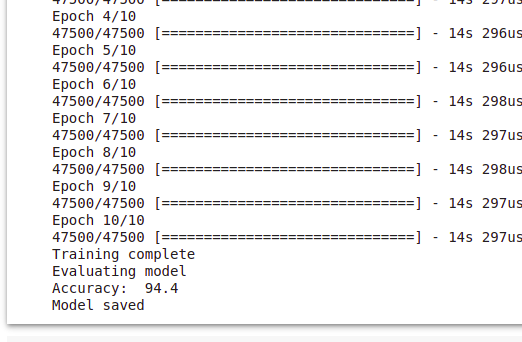 47500/47500 [==============================] - 14s 297us
Epoch 4/10
47500/47500 [==============================] - 14s 296us
Epoch 5/10
47500/47500 [==============================] - 14s 296us
Epoch 6/10
47500/47500 [==============================] - 14s 298us
Epoch 7/10
47500/47500 [==============================] - 14s 297us
Epoch 8/10
47500/47500 [==============================] - 14s 298us
Epoch 9/10
47500/47500 [==============================] - 14s 297us
Epoch 10/10
47500/47500 [==============================] - 14s 297us
Training complete
Evaluating model
Accuracy:  94.4
Model saved